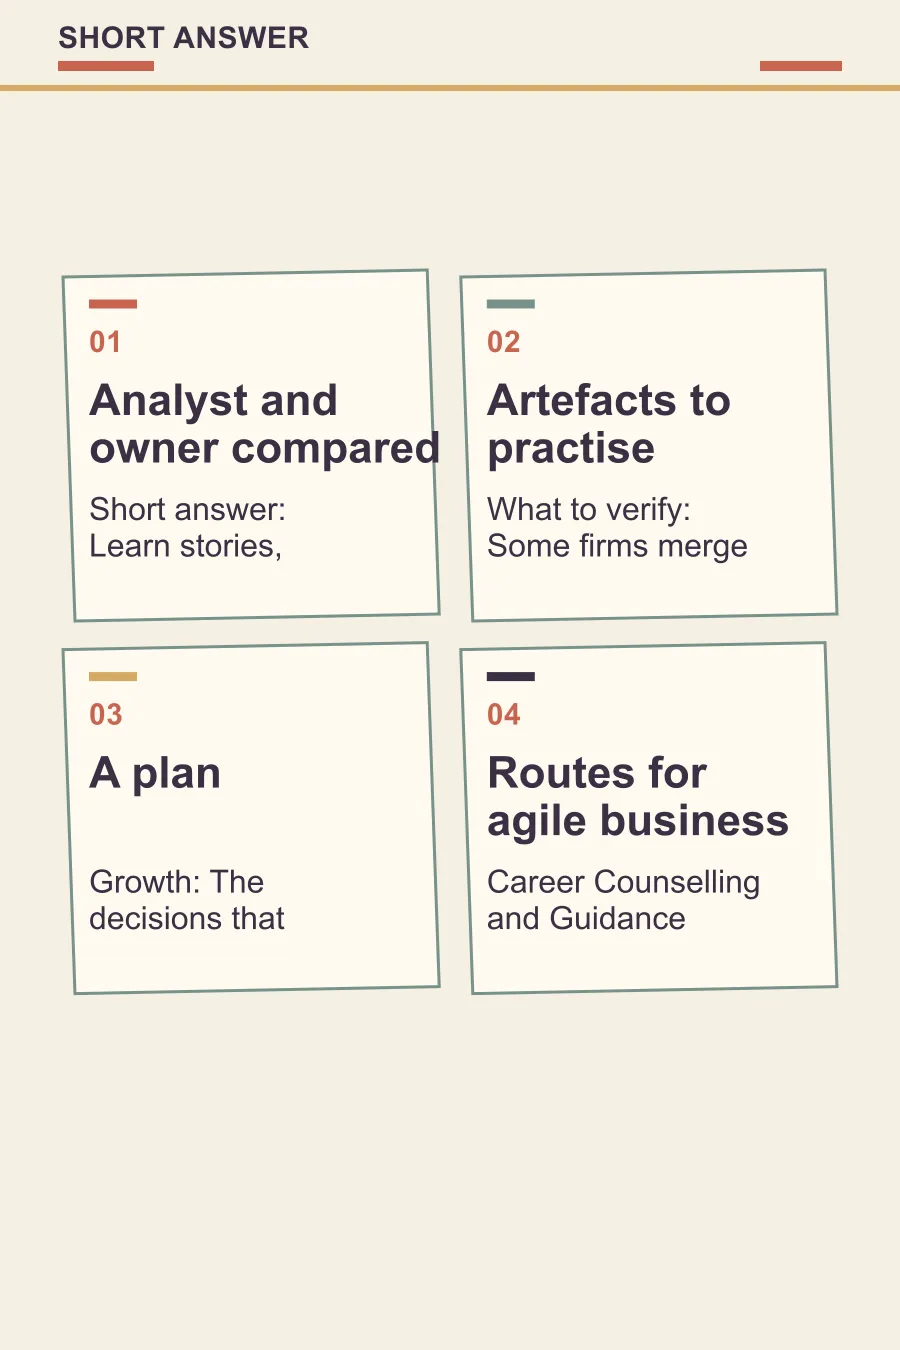 SHORT ANSWER
01
Analyst and
owner compared
Short answer:
Learn stories,
02
Artefacts to
practise
What to verify:
Some firms merge
03
A plan
Growth: The
decisions that
04
Routes for
agile business
Career Counselling
and Guidance